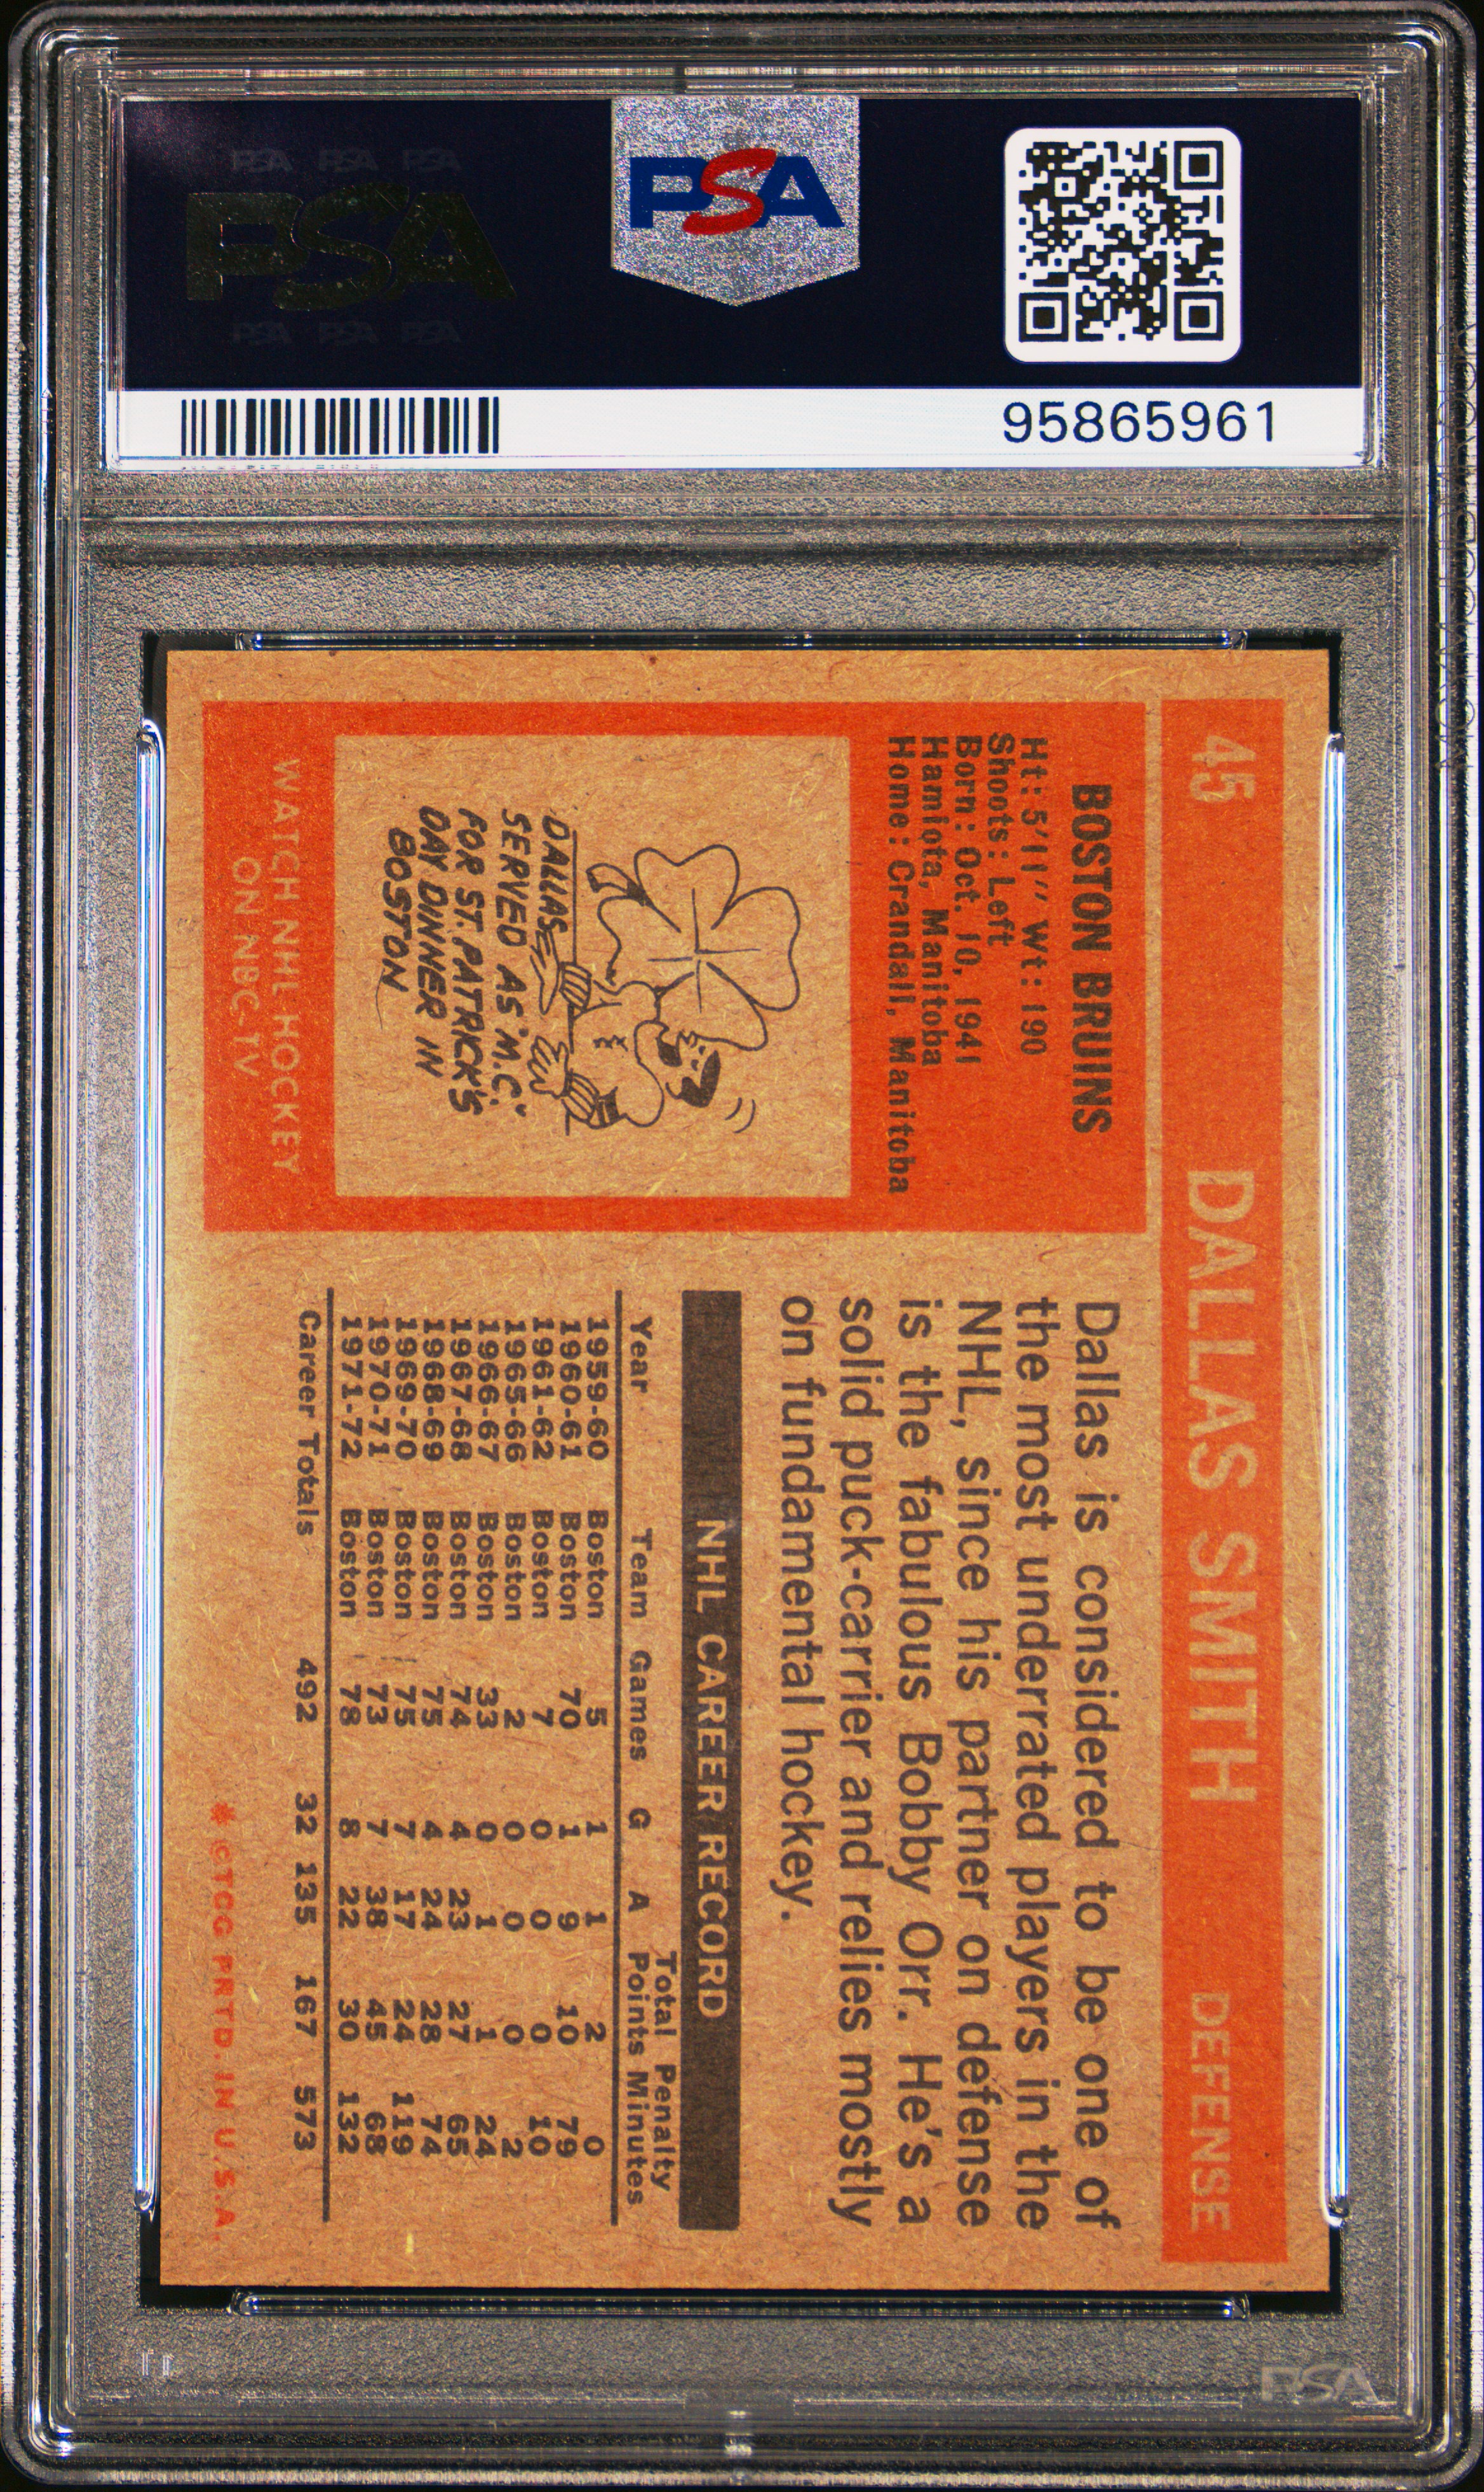 PSA PSA PSA
PSA
PSA PSA PSA
PSA
95865961
45 DALLAS SMITH DEFENSE
BOSTON BRUINS
Ht: 5'11" Wt: 190
Shoots: Left
Born: Oct. 10, 1941
Hamiota, Manitoba
Home: Crandall, Manitoba
DALLAS
SERVED AS "M.C."
FOR ST. PATRICK'S
DAY DINNER IN
BOSTON
WATCH NHL HOCKEY
ON NBC-TV
Dallas is considered to be one of
the most underrated players in the
NHL, since his partner on defense
is the fabulous Bobby Orr. He's a
solid puck-carrier and relies mostly
on fundamental hockey.
NHL CAREER RECORD
Total Penalty
Year Team Games G A Points Minutes
1959-60 Boston 5 1 1 2 0
1960-61 Boston 70 1 9 10 79
1961-62 Boston 7 0 0 0 10
1965-66 Boston 2 0 0 0 2
1966-67 Boston 33 0 1 1 24
1967-68 Boston 74 4 23 27 65
1968-69 Boston 75 4 24 28 74
1969-70 Boston 75 7 17 24 119
1970-71 Boston 73 7 38 45 68
1971-72 Boston 78 8 22 30 132
Career Totals 492 32 135 167 573
* ©TCG PRTD. IN U.S.A.
PSA